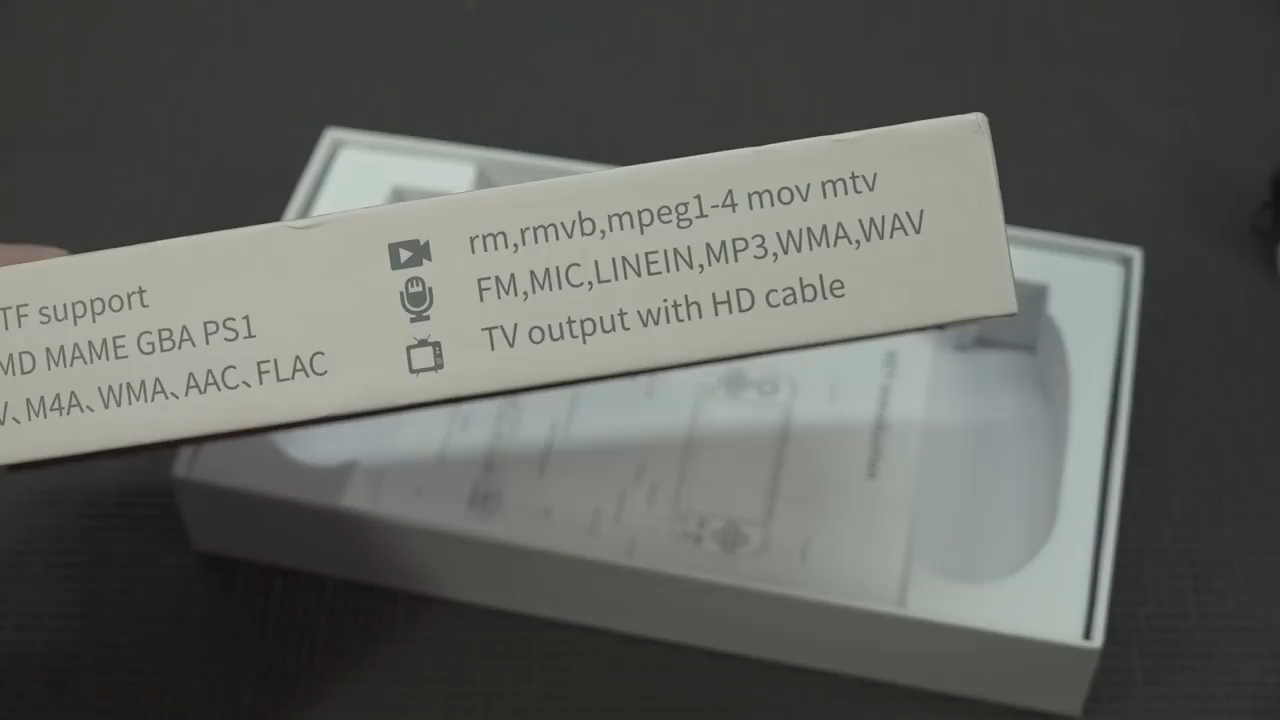 TF support
MD MAME GBA PS1
M4A、WMA、AAC、FLAC
rm,rmvb,mpeg1-4 mov mtv
FM,MIC,LINEIN,MP3,WMA,WAV
TV output with HD cable